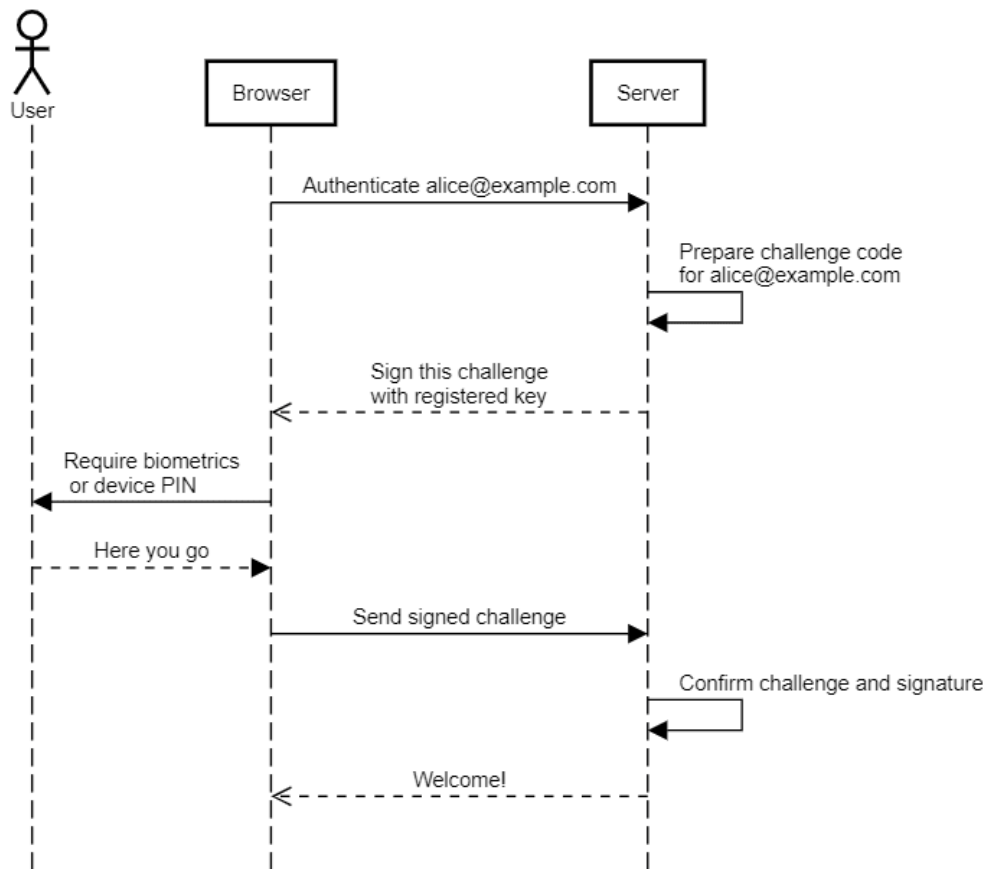 User
Browser
Server
Authenticate alice@example.com
Prepare challenge code
for alice@example.com
Sign this challenge
with registered key
Require biometrics
or device PIN
Here you go
Send signed challenge
Confirm challenge and signature
Welcome!